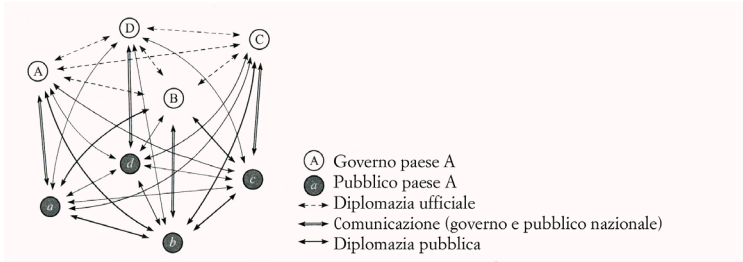 D
C
A
B
d
c
a
b
A Governo paese A
a Pubblico paese A
Diplomazia ufficiale
Comunicazione (governo e pubblico nazionale)
Diplomazia pubblica